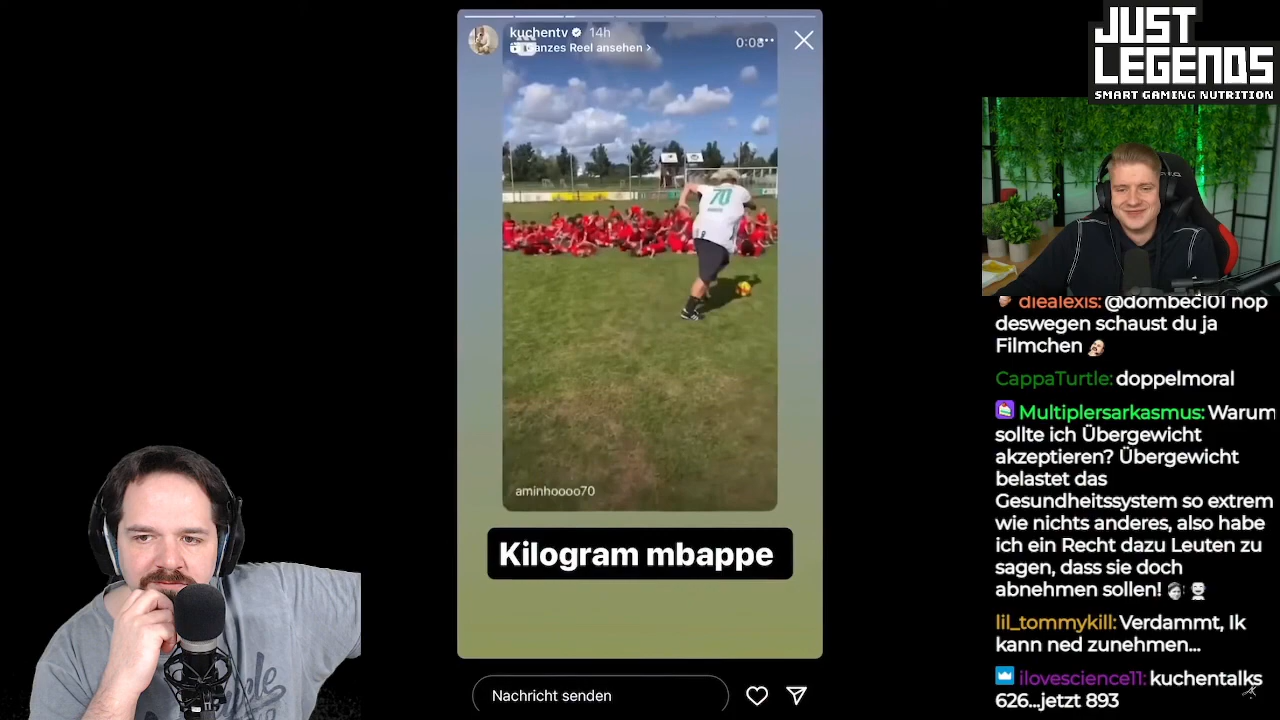 kuchentv 14h
Ganzes Reel ansehen >
0:08
70
aminhoooo70
Kilogram mbappe
Nachricht senden
JUST
LEGENDS
SMART GAMING NUTRITION
diealexis: @dombec101 nop
deswegen schaust du ja
Filmchen
CappaTurtle: doppelmoral
Multiplersarkasmus: Warum
sollte ich Übergewicht
akzeptieren? Übergewicht
belastet das
Gesundheitssystem so extrem
wie nichts anderes, also habe
ich ein Recht dazu Leuten zu
sagen, dass sie doch
abnehmen sollen!
lil_tommykill: Verdammt, Ik
kann ned zunehmen...
ilovescience11: kuchentalks
626...jetzt 893